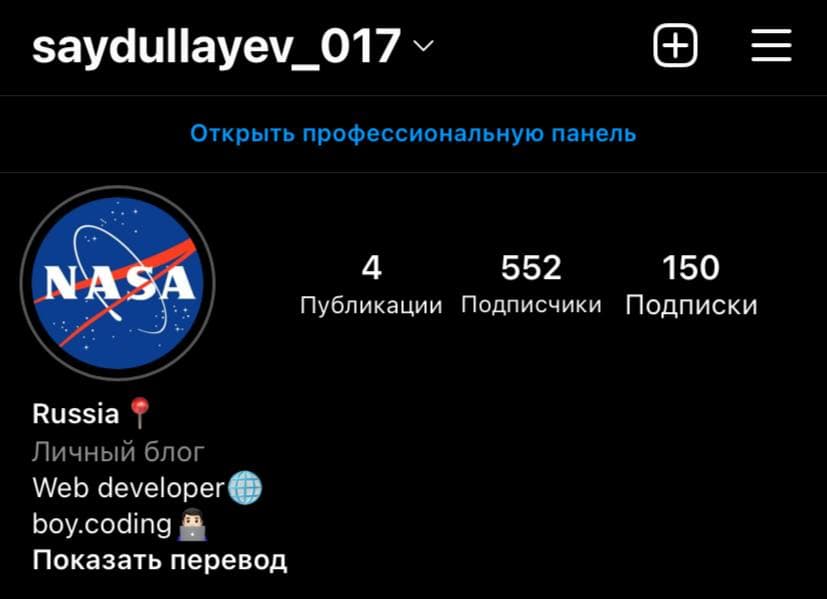 saydullayev_017
Открыть профессиональную панель
NASA
4 552 150
Публикации Подписчики Подписки
Russia📍
Личный блог
Web developer🌐
boy.coding👨🏻‍💻
Показать перевод